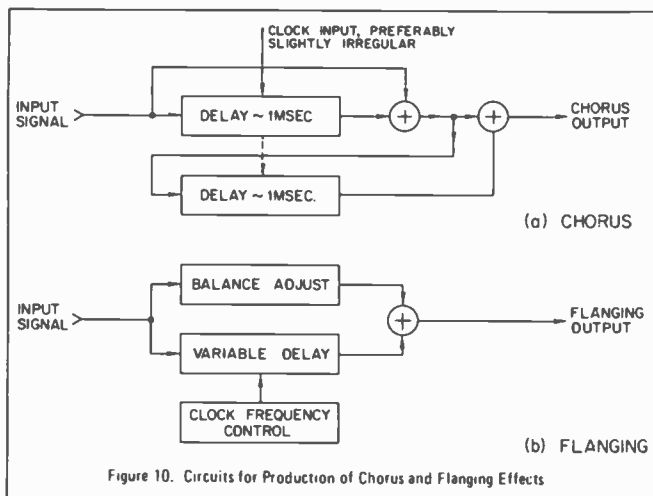 CLOCK INPUT, PREFERABLY
SLIGHTLY IRREGULAR
INPUT
SIGNAL
DELAY ~ 1MSEC
+
+
CHORUS
OUTPUT
DELAY ~ 1MSEC.
(a) CHORUS
BALANCE ADJUST
INPUT
SIGNAL
+
FLANGING
OUTPUT
VARIABLE DELAY
CLOCK FREQUENCY
CONTROL
(b) FLANGING
Figure 10. Circuits for Production of Chorus and Flanging Effects